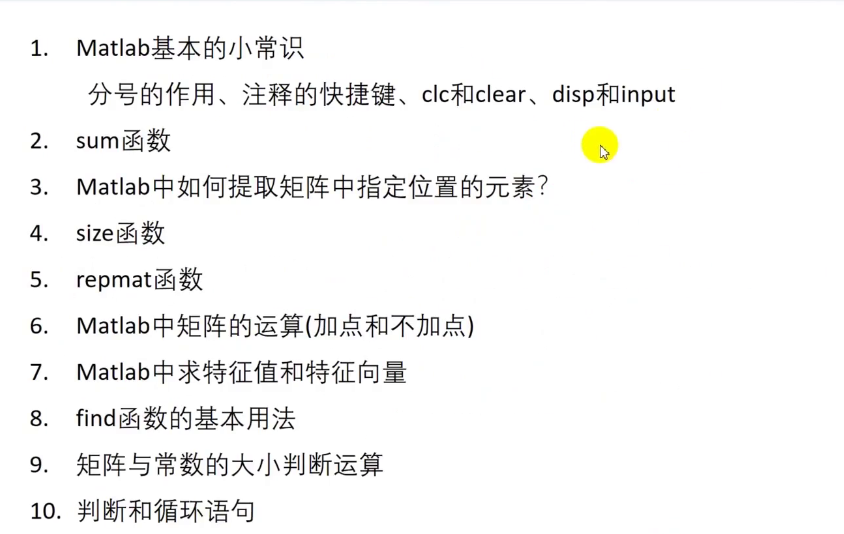 1. Matlab基本的小常识
分号的作用、注释的快捷键、clc和clear、disp和input
2. sum函数
3. Matlab中如何提取矩阵中指定位置的元素?
4. size函数
5. repmat函数
6. Matlab中矩阵的运算(加点和不加点)
7. Matlab中求特征值和特征向量
8. find函数的基本用法
9. 矩阵与常数的大小判断运算
10. 判断和循环语句